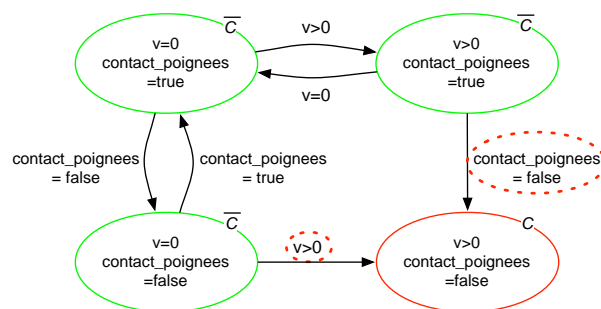 C
v=0
contact_poignees
=true
v>0
v=0
C
v>0
contact_poignees
=true
contact_poignees
= false
contact_poignees
= true
contact_poignees
= false
C
v=0
contact_poignees
=false
v>0
C
v>0
contact_poignees
=false